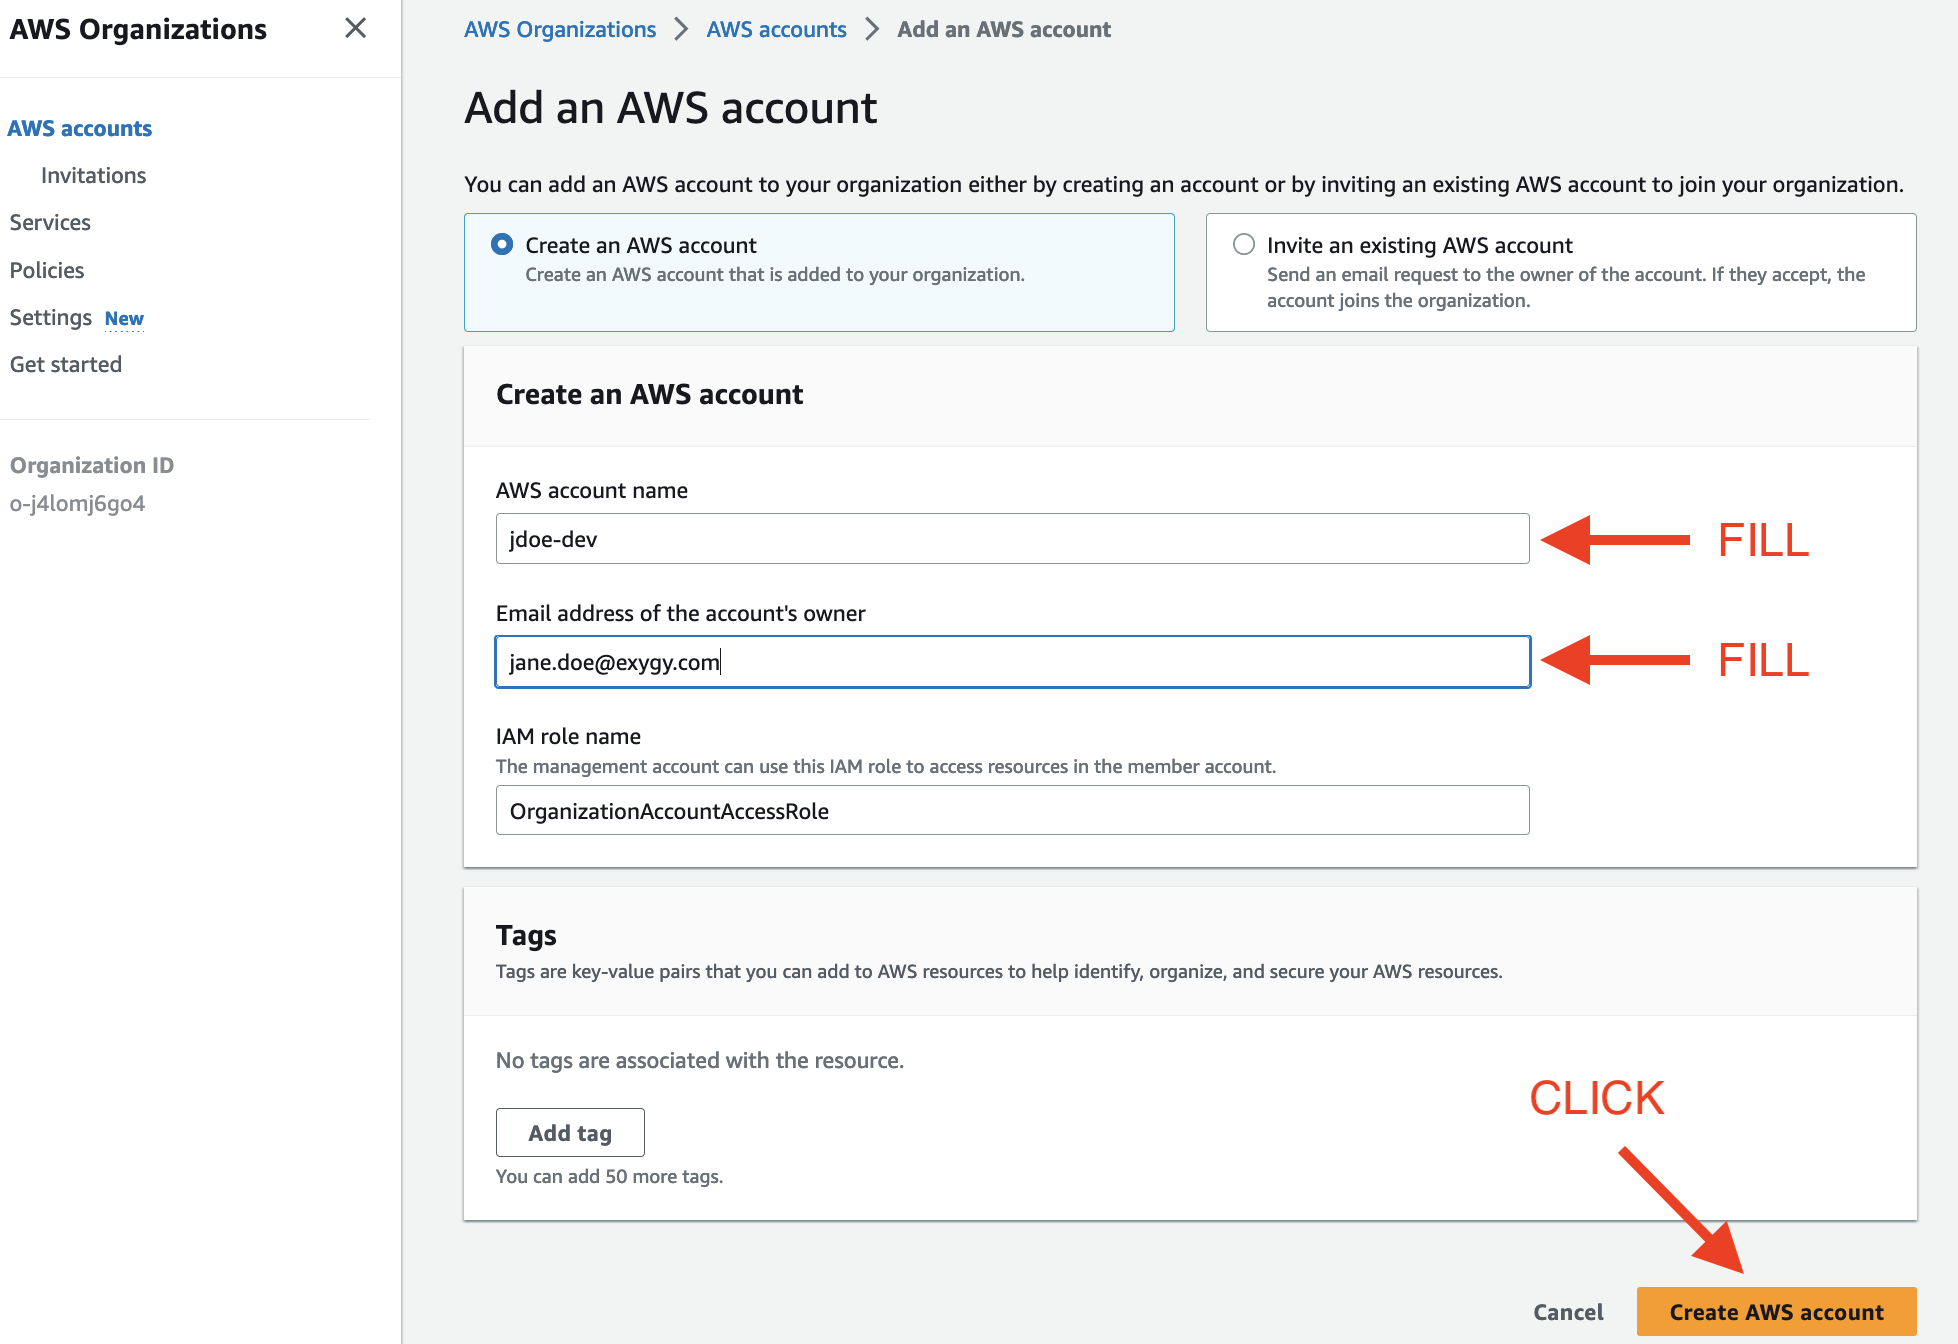 AWS Organizations
AWS accounts
Invitations
Services
Policies
Settings New
Get started
Organization ID
o-j4lomj6go4
AWS Organizations > AWS accounts > Add an AWS account
Add an AWS account
You can add an AWS account to your organization either by creating an account or by inviting an existing AWS account to join your organization.
Create an AWS account
Create an AWS account that is added to your organization.
Invite an existing AWS account
Send an email request to the owner of the account. If they accept, the
account joins the organization.
Create an AWS account
AWS account name
jdoe-dev
FILL
Email address of the account's owner
jane.doe@exygy.com
FILL
IAM role name
The management account can use this IAM role to access resources in the member account.
OrganizationAccountAccessRole
Tags
Tags are key-value pairs that you can add to AWS resources to help identify, organize, and secure your AWS resources.
No tags are associated with the resource.
Add tag
You can add 50 more tags.
CLICK
Cancel
Create AWS account